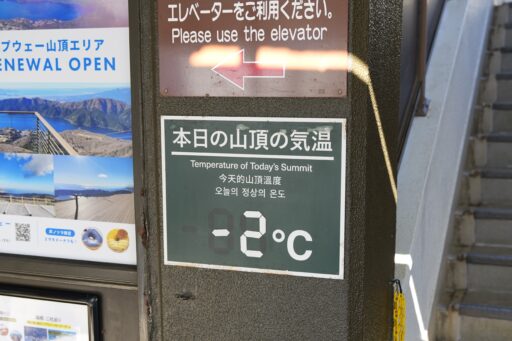 エレベーターをご利用ください。
Please use the elevator
プウェー山頂エリア
ENEWAL OPEN
本日の山頂の気温
Temperature of Today's Summit
今天的山頂溫度
오늘의 정상의 온도
-2℃